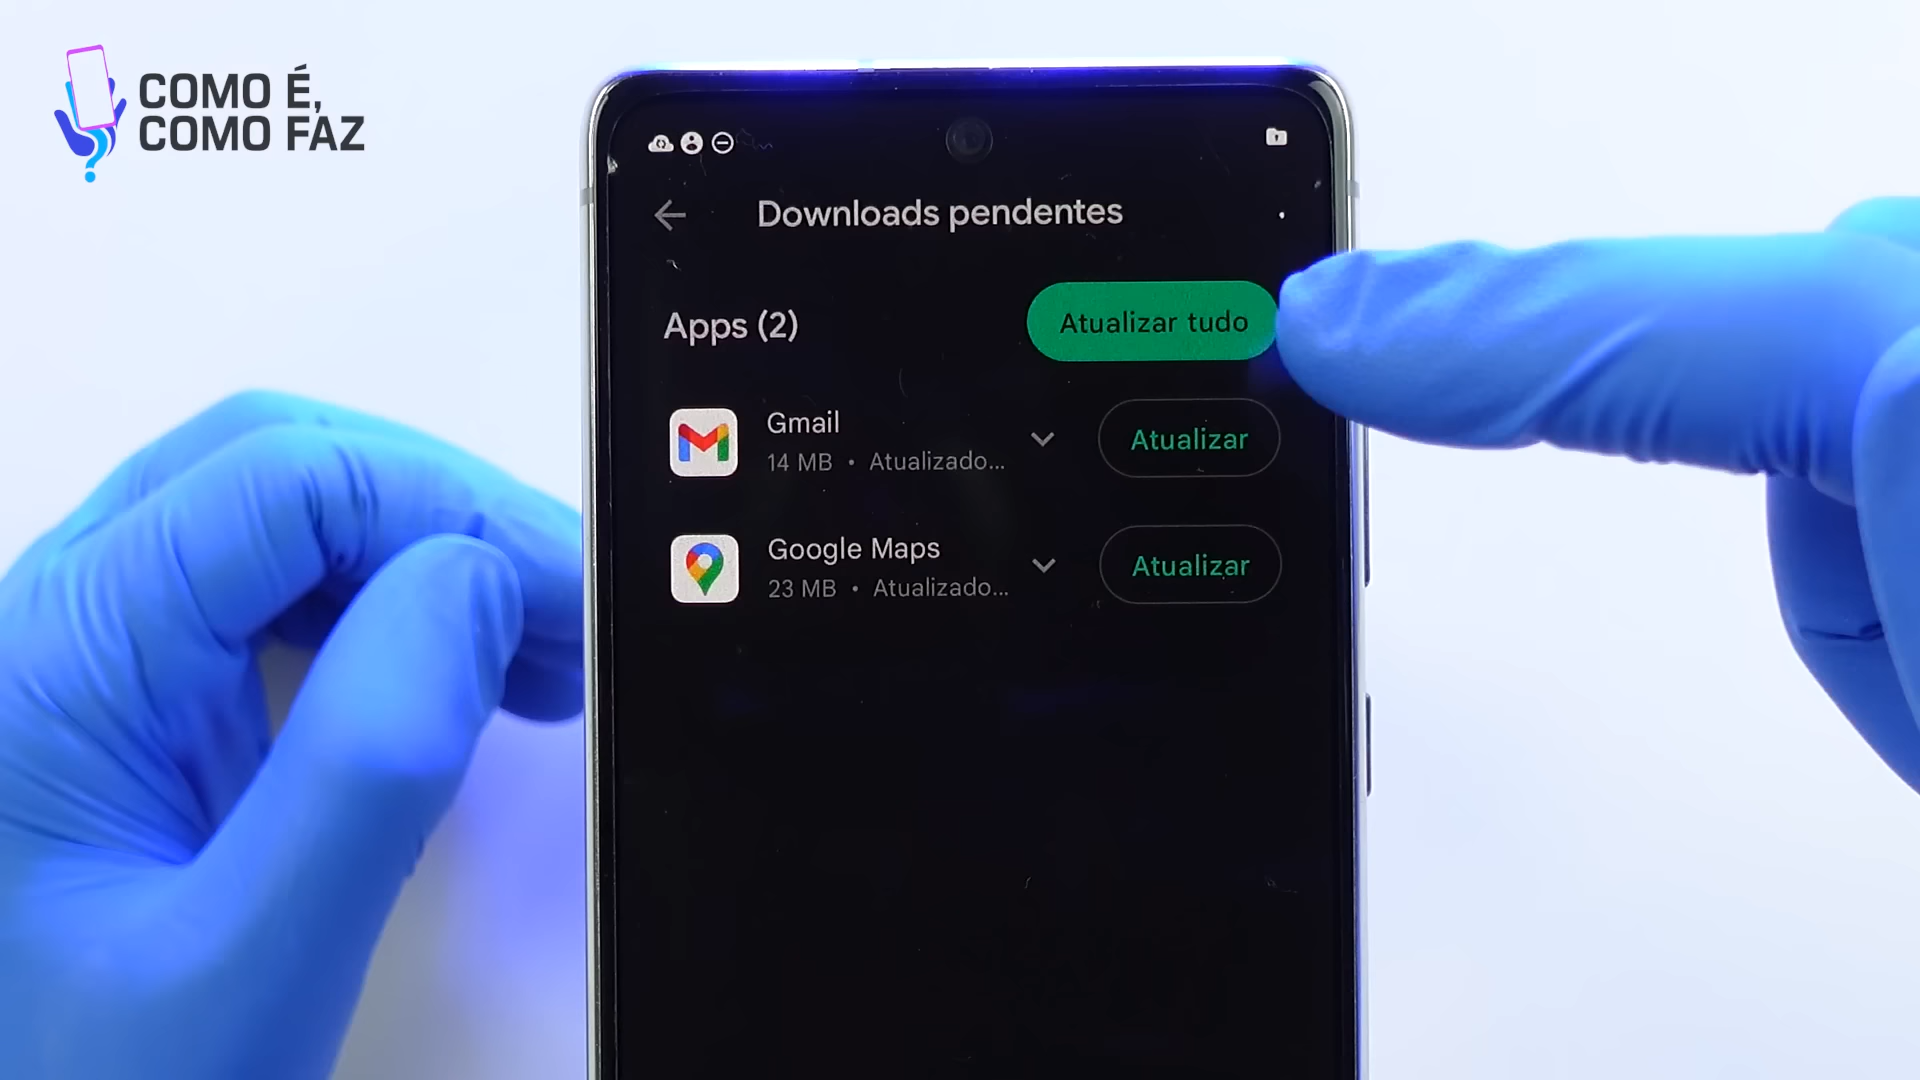 COMO É,
COMO FAZ
Downloads pendentes
Apps (2)
Atualizar tudo
Gmail
14 MB • Atualizado...
Atualizar
Google Maps
23 MB • Atualizado...
Atualizar